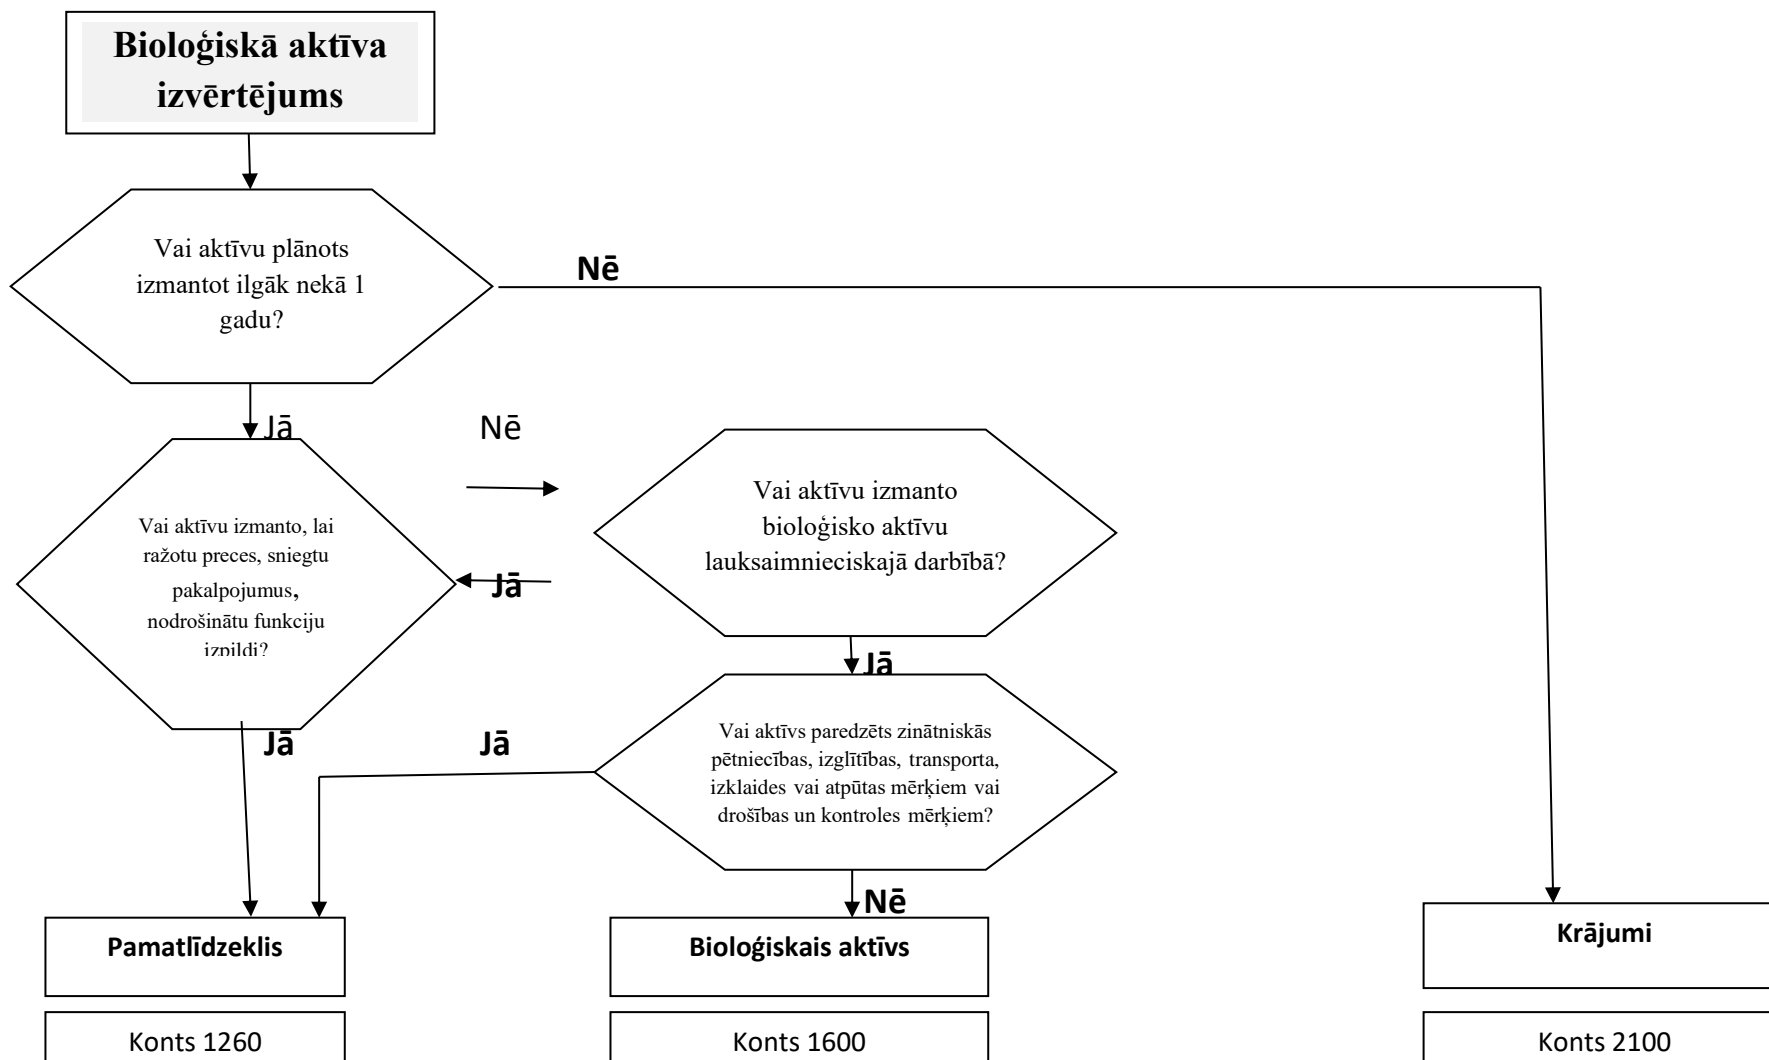 Bioloģiskā aktīva
izvērtējums
Vai aktīvu plānots
izmantot ilgāk nekā 1
gadu?
Nē
Jā
Nē
Vai aktīvu izmanto
bioloģisko aktīvu
lauksaimnieciskajā darbībā?
Vai aktīvu izmanto, lai
ražotu preces, sniegtu
pakalpojumus,
nodrošinātu funkciju
izpildi?
Jā
Jā
Vai aktīvs paredzēts zinātniskās
pētniecības, izglītības, transporta,
izklaides vai atpūtas mērķiem vai
drošības un kontroles mērķiem?
Jā
Jā
Nē
Pamatlīdzeklis
Bioloģiskais aktīvs
Krājumi
Konts 1260
Konts 1600
Konts 2100